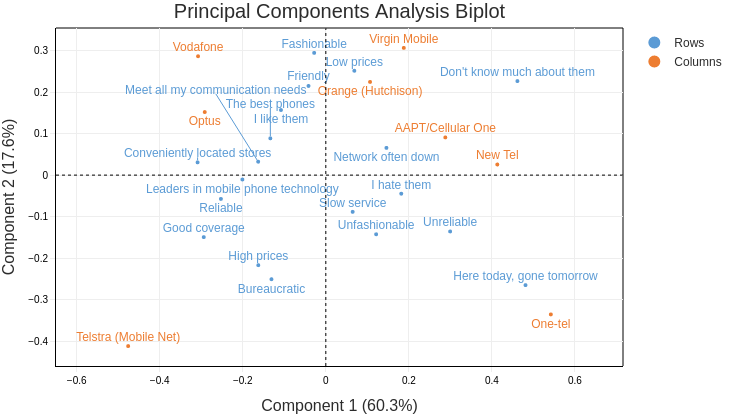 Principal Components Analysis Biplot
Rows
Columns
Component 2 (17.6%)
0.3
0.2
0.1
0
−0.1
−0.2
−0.3
−0.4
Vodafone
Fashionable
Virgin Mobile
Low prices
Friendly
Don't know much about them
Meet all my communication needs
Orange (Hutchison)
The best phones
I like them
Optus
AAPT/Cellular One
Conveniently located stores
Network often down
New Tel
Leaders in mobile phone technology
I hate them
Reliable
Slow service
Good coverage
Unfashionable
Unreliable
High prices
Bureaucratic
Here today, gone tomorrow
One-tel
Telstra (Mobile Net)
−0.6
−0.4
−0.2
0
0.2
0.4
0.6
Component 1 (60.3%)